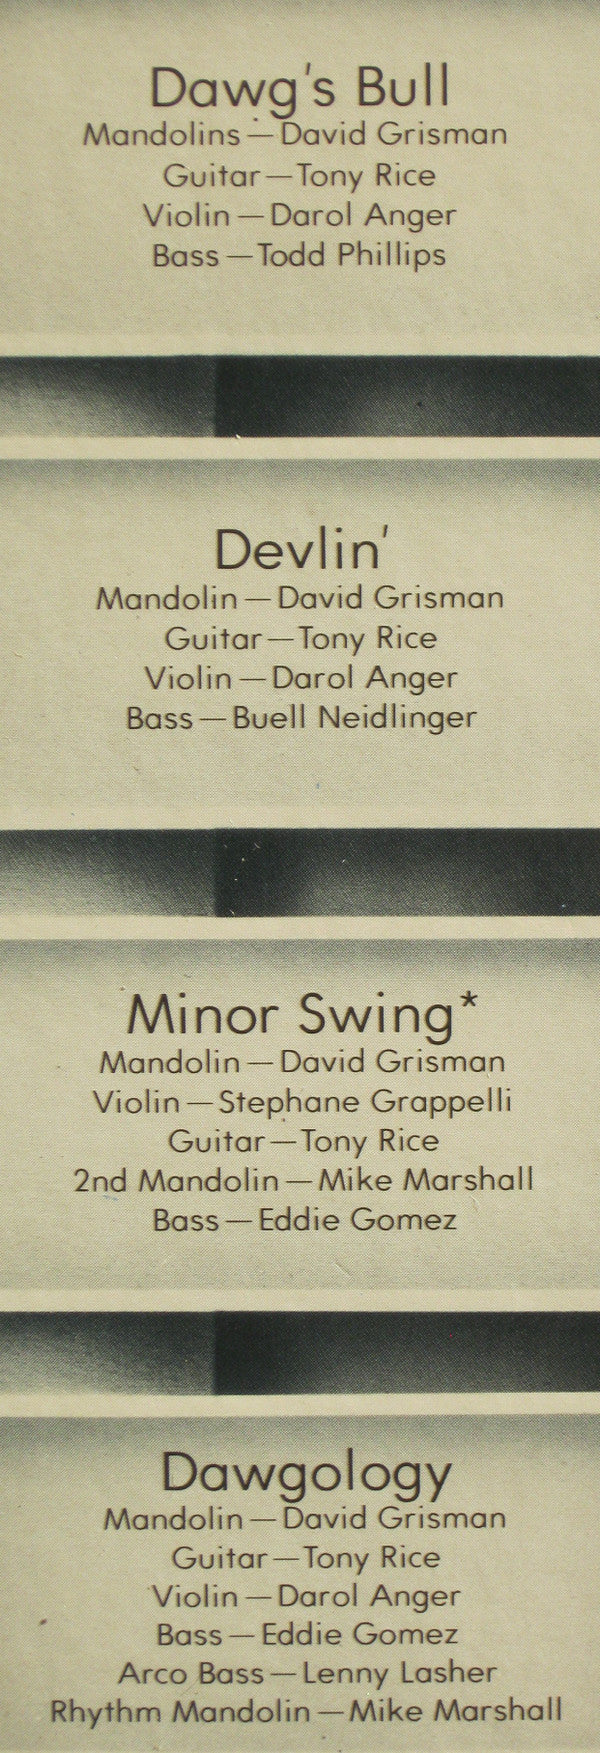 Dawg's Bull
Mandolins — David Grisman
Guitar — Tony Rice
Violin — Darol Anger
Bass — Todd Phillips
Devlin'
Mandolin — David Grisman
Guitar — Tony Rice
Violin — Darol Anger
Bass — Buell Neidlinger
Minor Swing*
Mandolin — David Grisman
Violin — Stephane Grappelli
Guitar — Tony Rice
2nd Mandolin — Mike Marshall
Bass — Eddie Gomez
Dawgology
Mandolin — David Grisman
Guitar — Tony Rice
Violin — Darol Anger
Bass — Eddie Gomez
Arco Bass — Lenny Lasher
Rhythm Mandolin — Mike Marshall